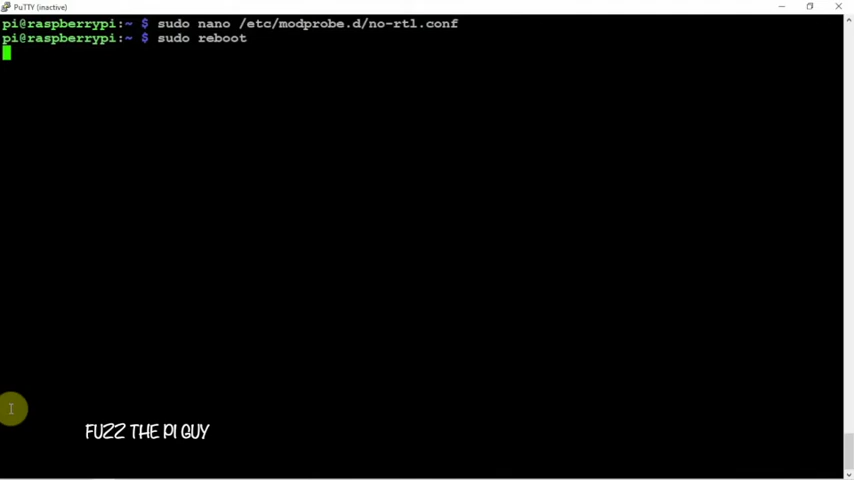 PuTTY (inactive)
pi@raspberrypi:~ $ sudo nano /etc/modprobe.d/no-rtl.conf
pi@raspberrypi:~ $ sudo reboot
FUZZ THE PI GUY